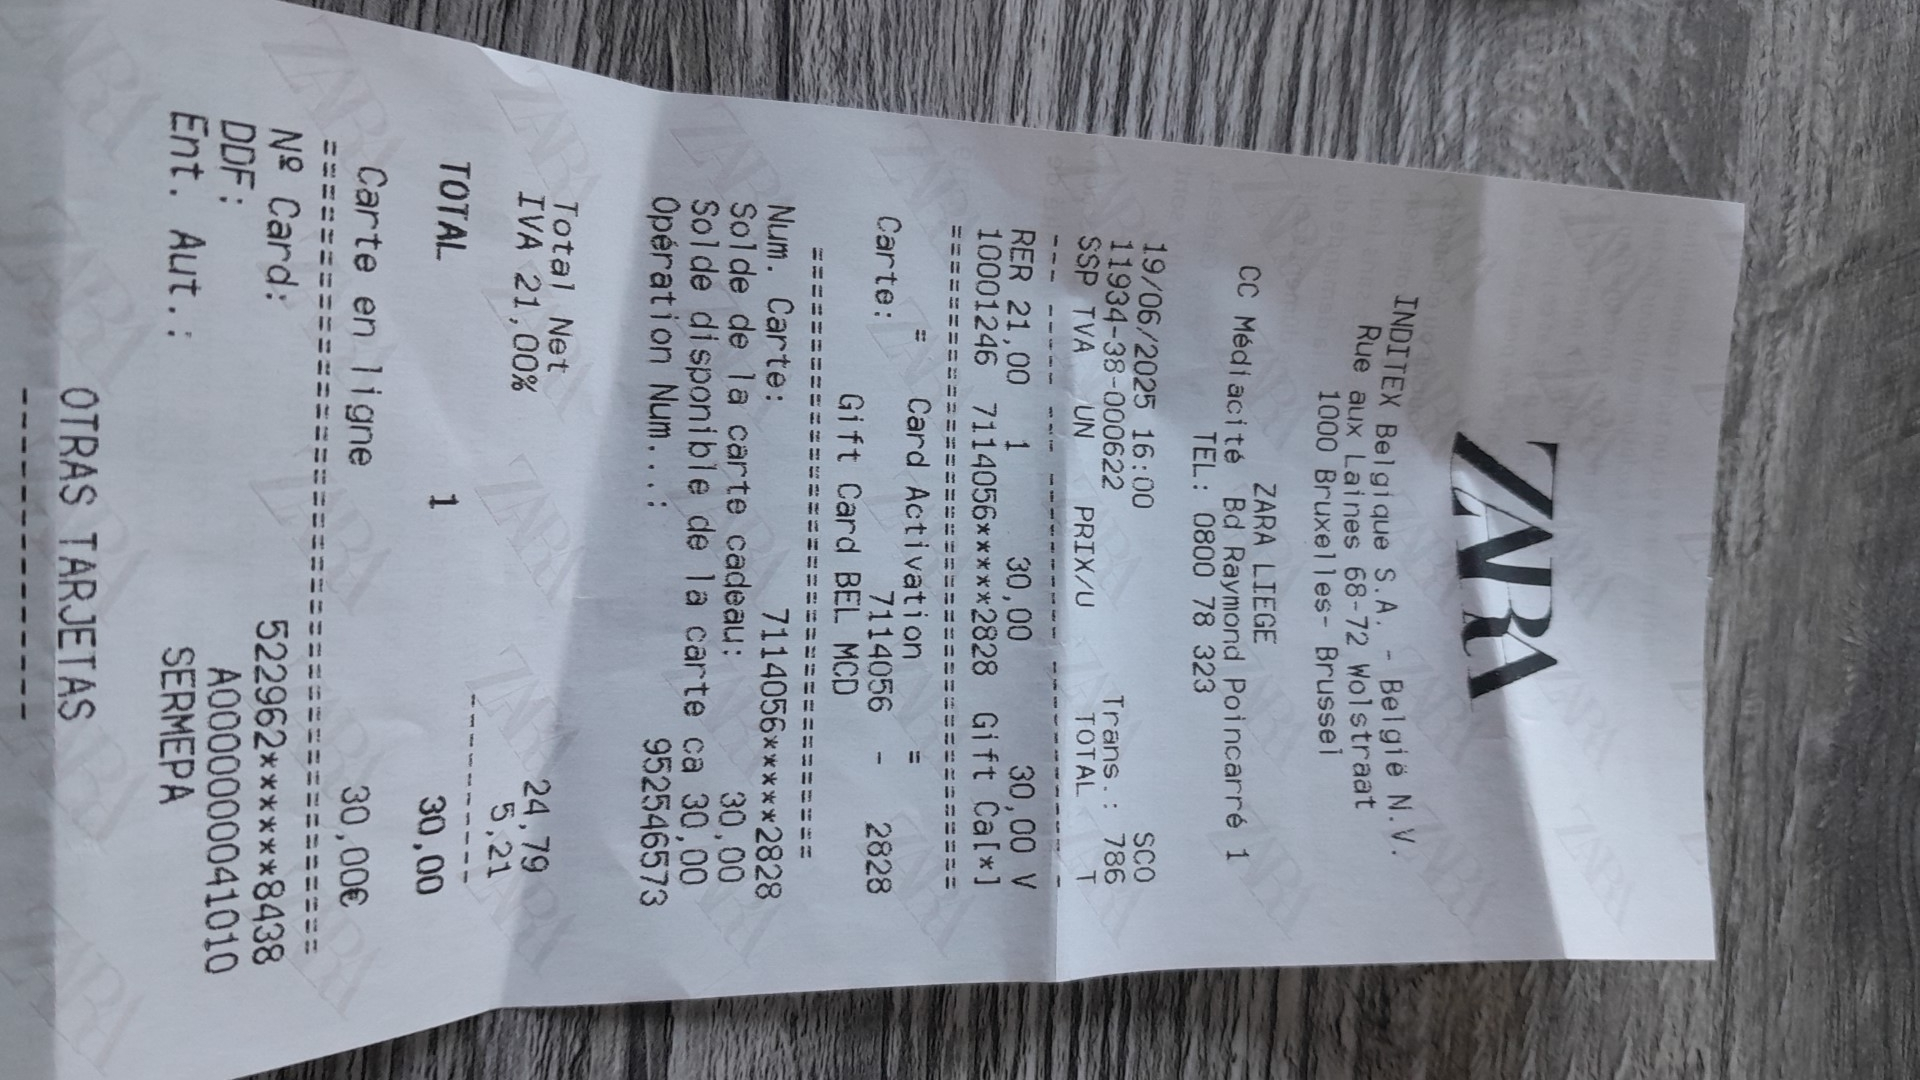 ZARA
INDITEX Belgique S.A. - België N.V.
Rue aux Laines 68-72 Wolstraat
1000 Bruxelles- Brussel
ZARA LIEGE
CC Médiacité Bd Raymond Poincarré 1
TEL: 0800 78 323
19/06/2025 16:00 SCO
11934-38-000622 Trans.: 786
SSP TVA UN PRIX/U TOTAL T
RER 21,00 1 30,00 30,00 V
10001246 7114056******2828 Gift Ca[*]
= Card Activation =
Carte: 7114056 - 2828
Gift Card BEL MCD
Num. Carte: 7114056******2828
Solde de la carte cadeau: 30,00
Solde disponible de la carte ca 30,00
Opération Num...: 952546573
Total Net 24,79
IVA 21,00% 5,21
TOTAL 1 30,00
Carte en ligne 30,00€
Nº Card: 522962*******8438
DDF: A0000000041010
Ent. Aut.: SERMEPA
OTRAS TARJETAS